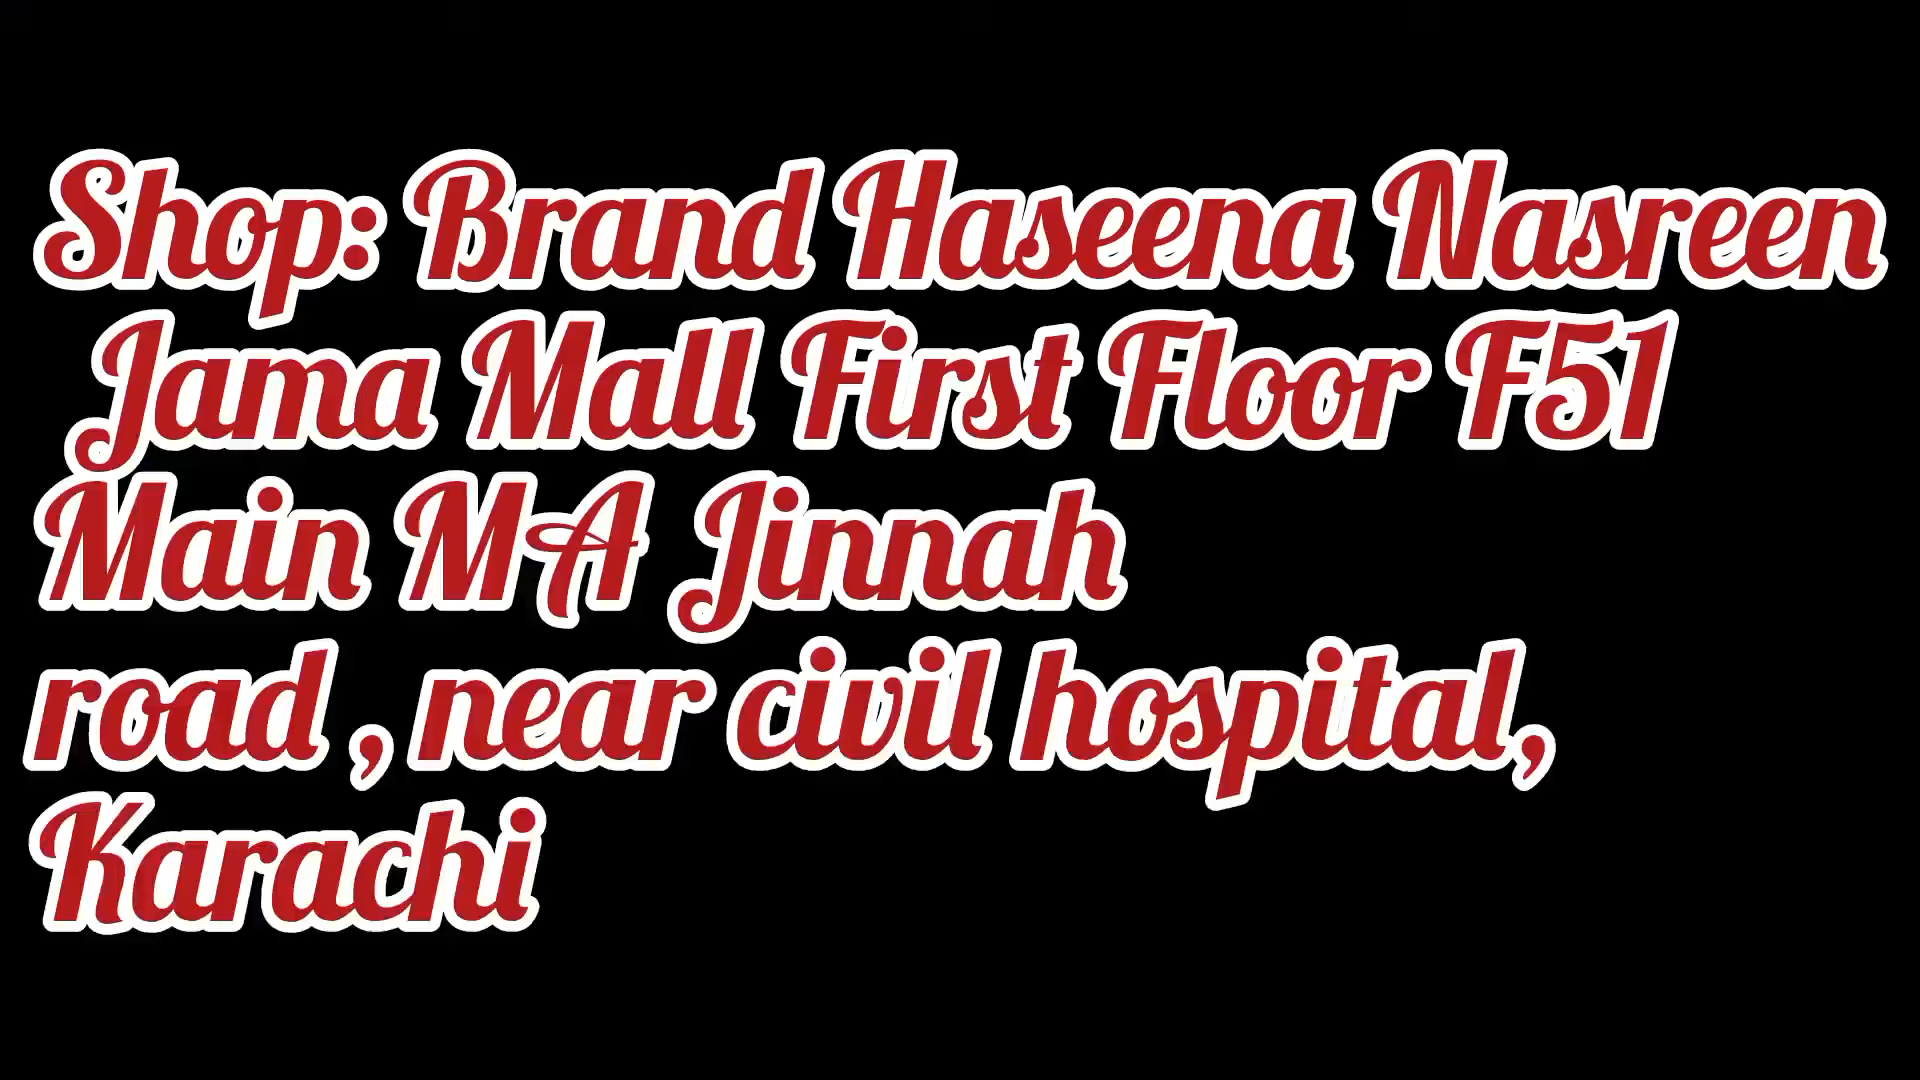 Shop: Brand Haseena Nasreen
Jama Mall First Floor F51
Main MA Jinnah
road , near civil hospital,
Karachi